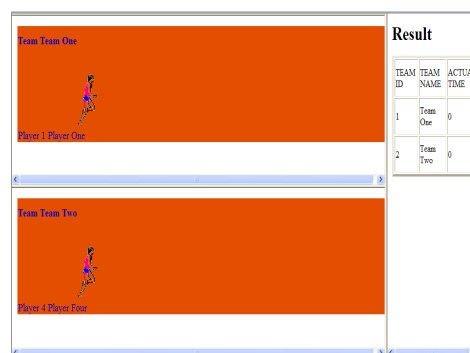 Team Team One
Player 1 Player One
Team Team Two
Player 4 Player Four
Result
TEAM ID TEAM NAME ACTUA TIME
1 Team One 0
2 Team Two 0